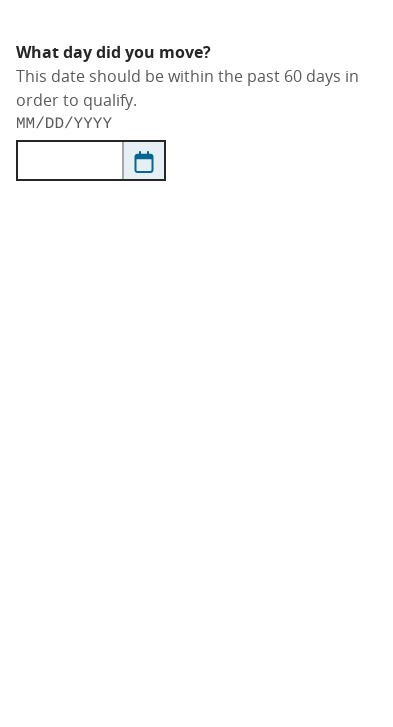 What day did you move?
This date should be within the past 60 days in
order to qualify.
MM/DD/YYYY